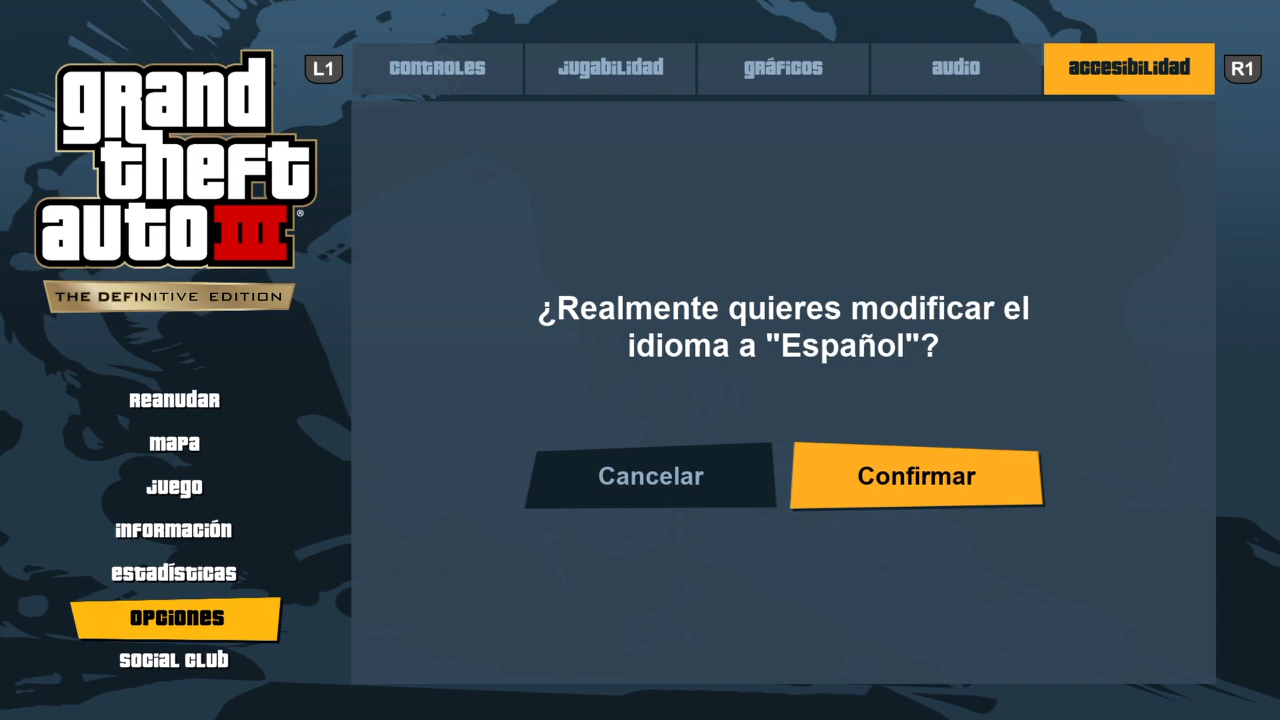 L1
controles
jugabilidad
gráficos
audio
accesibilidad
R1
grand
theft
auto III
®
THE DEFINITIVE EDITION
¿Realmente quieres modificar el
idioma a "Español"?
Cancelar
Confirmar
Reanudar
mapa
juego
información
estadísticas
opciones
social club